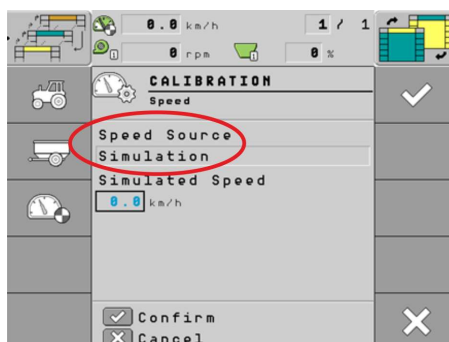 0.0 km/h 1 / 1
0 rpm 0 %
CALIBRATION
Speed
Speed Source
Simulation
Simulated Speed
0.0 km/h
Confirm
Cancel